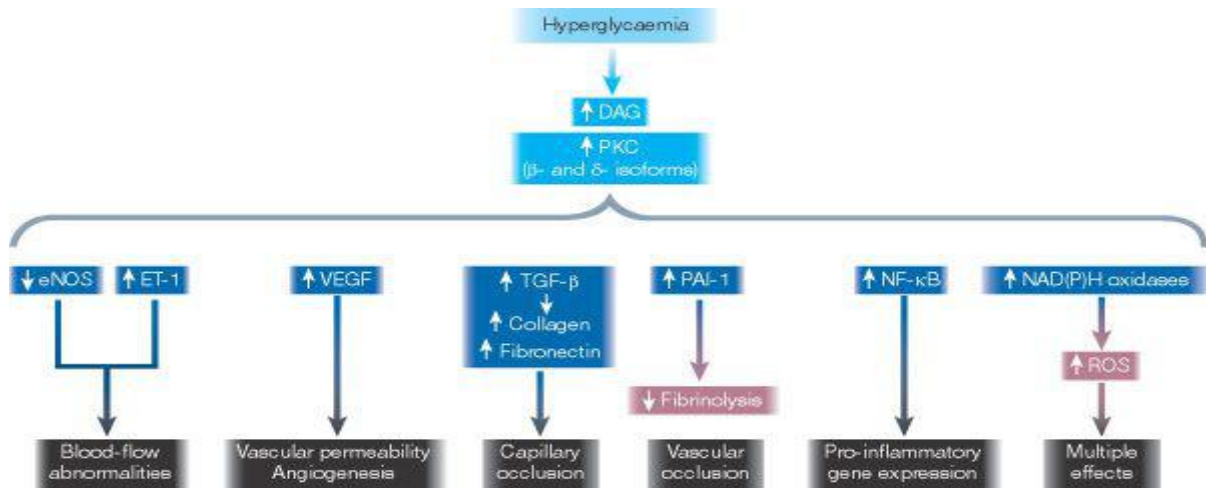 Hyperglycaemia
↑ DAG
↑ PKC
(β- and δ- isoforms)
↓ eNOS
↑ ET-1
↑ VEGF
↑ TGF-β
↑ Collagen
↑ Fibronectin
↑ PAI-1
↑ NF-κB
↑ NAD(P)H oxidases
↑ ROS
↓ Fibrinolysis
Blood-flow
abnormalities
Vascular permeability
Angiogenesis
Capillary
occlusion
Vascular
occlusion
Pro-inflammatory
gene expression
Multiple
effects